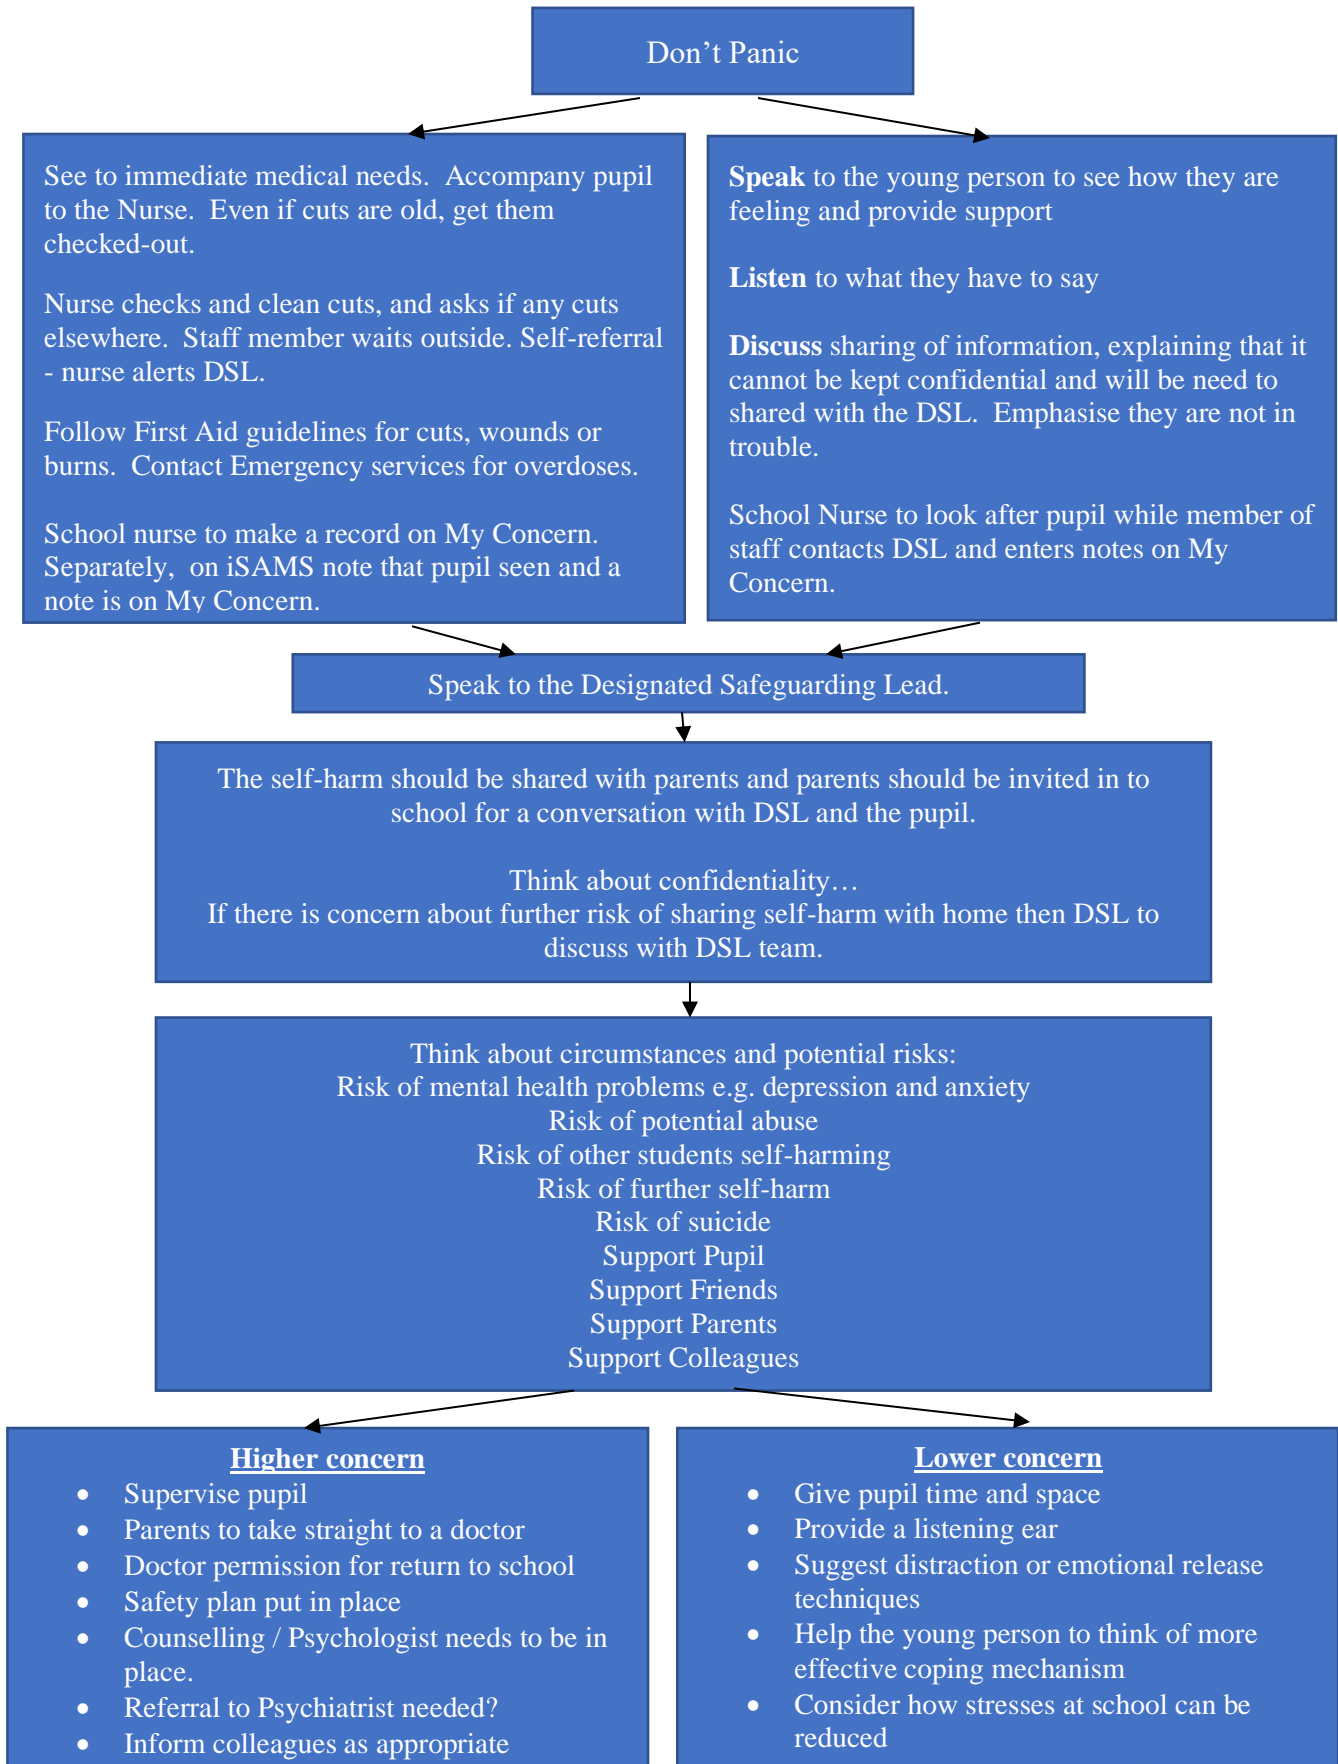 Don’t Panic
See to immediate medical needs.  Accompany pupil
to the Nurse.  Even if cuts are old, get them
checked-out.
Nurse checks and clean cuts, and asks if any cuts
elsewhere.  Staff member waits outside. Self-referral
- nurse alerts DSL.
Follow First Aid guidelines for cuts, wounds or
burns.  Contact Emergency services for overdoses.
School nurse to make a record on My Concern.
Separately,  on iSAMS note that pupil seen and a
note is on My Concern.
Speak to the young person to see how they are
feeling and provide support
Listen to what they have to say
Discuss sharing of information, explaining that it
cannot be kept confidential and will be need to
shared with the DSL.  Emphasise they are not in
trouble.
School Nurse to look after pupil while member of
staff contacts DSL and enters notes on My
Concern.
Speak to the Designated Safeguarding Lead.
The self-harm should be shared with parents and parents should be invited in to
school for a conversation with DSL and the pupil.
Think about confidentiality…
If there is concern about further risk of sharing self-harm with home then DSL to
discuss with DSL team.
Think about circumstances and potential risks:
Risk of mental health problems e.g. depression and anxiety
Risk of potential abuse
Risk of other students self-harming
Risk of further self-harm
Risk of suicide
Support Pupil
Support Friends
Support Parents
Support Colleagues
Higher concern
• Supervise pupil
• Parents to take straight to a doctor
• Doctor permission for return to school
• Safety plan put in place
• Counselling / Psychologist needs to be in
place.
• Referral to Psychiatrist needed?
• Inform colleagues as appropriate
Lower concern
• Give pupil time and space
• Provide a listening ear
• Suggest distraction or emotional release
techniques
• Help the young person to think of more
effective coping mechanism
• Consider how stresses at school can be
reduced